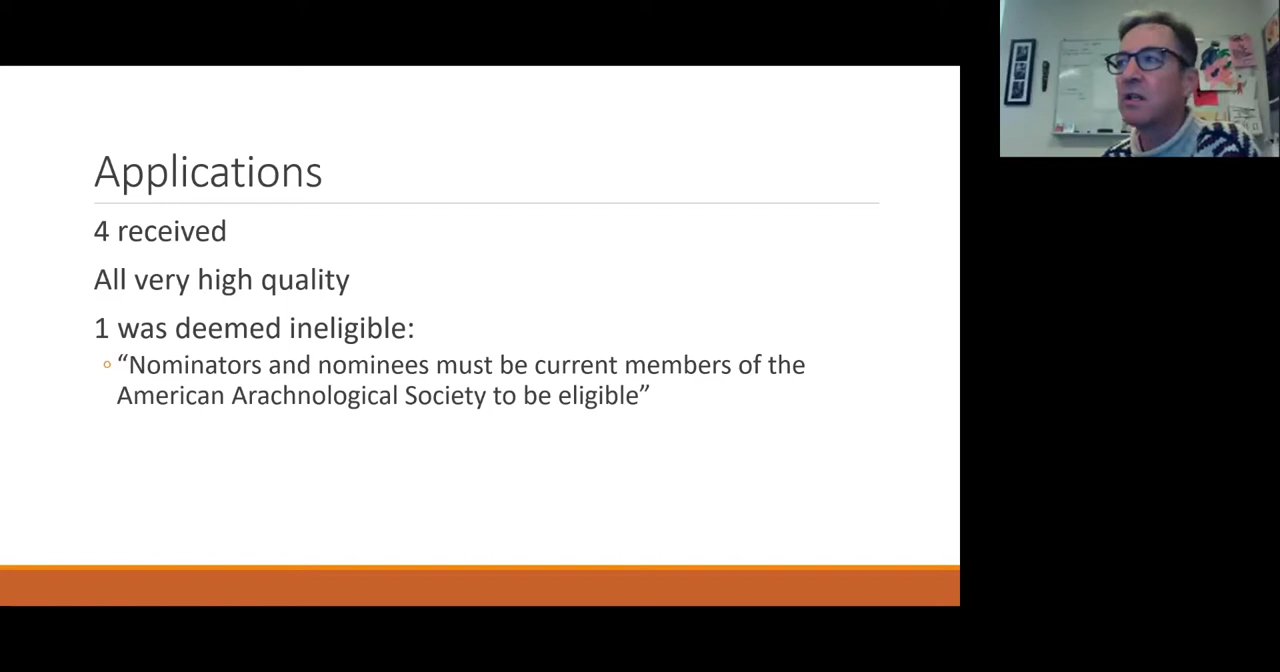 Applications
4 received
All very high quality
1 was deemed ineligible:
“Nominators and nominees must be current members of the
American Arachnological Society to be eligible”